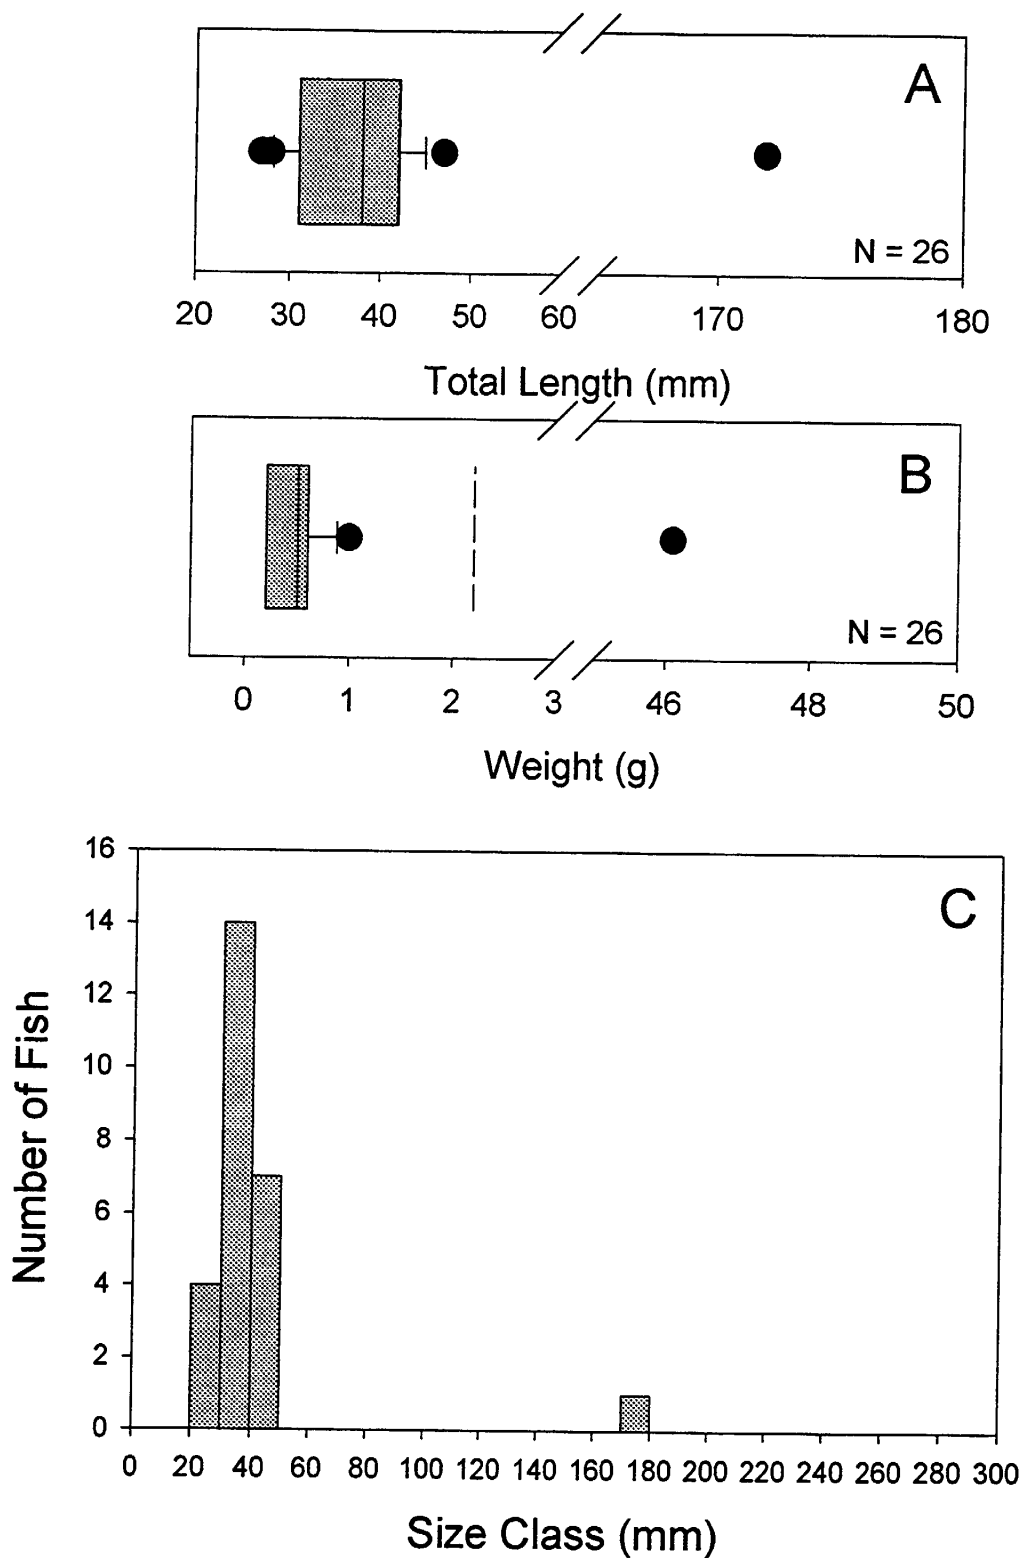 A
N = 26
20 30 40 50 60 170 180
Total Length (mm)
B
N = 26
0 1 2 3 46 48 50
Weight (g)
16
C
14
12
10
8
6
4
2
0
Number of Fish
0 20 40 60 80 100 120 140 160 180 200 220 240 260 280 300
Size Class (mm)